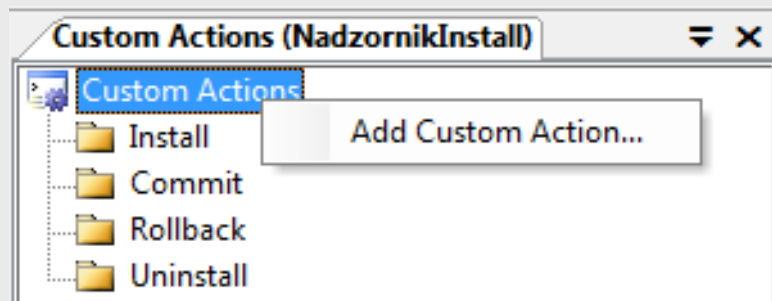 Custom Actions (NadzornikInstall)
Custom Actions
Add Custom Action...
Install
Commit
Rollback
Uninstall